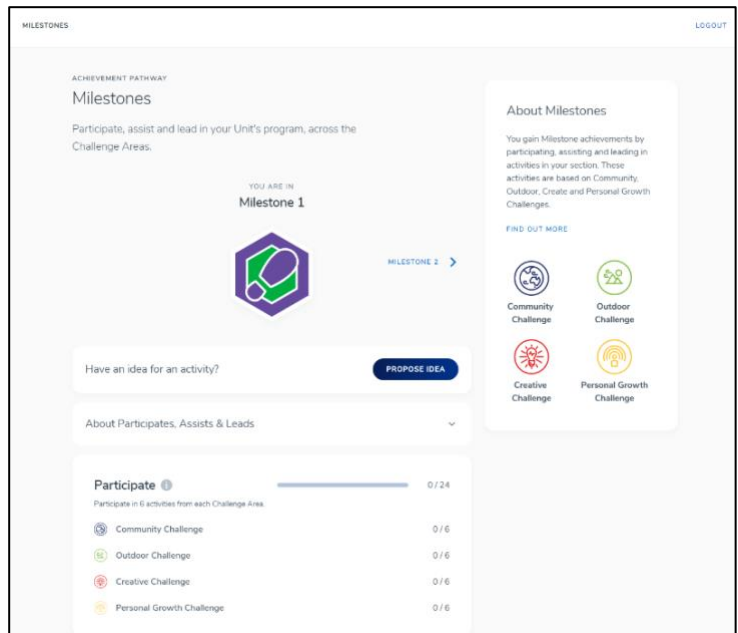 MILESTONES
LOGOUT
ACHIEVEMENT PATHWAY
Milestones
Participate, assist and lead in your Unit's program, across the
Challenge Areas.
YOU ARE IN
Milestone 1
MILESTONE 2
Have an idea for an activity?
PROPOSE IDEA
About Participates, Assists & Leads
Participate
0 / 24
Participate in 6 activities from each Challenge Area.
Community Challenge
0 / 6
Outdoor Challenge
0 / 6
Creative Challenge
0 / 6
Personal Growth Challenge
0 / 6
About Milestones
You gain Milestone achievements by
participating, assisting and leading in
activities in your section. These
activities are based on Community,
Outdoor, Create and Personal Growth
Challenges.
FIND OUT MORE
Community
Challenge
Outdoor
Challenge
Creative
Challenge
Personal Growth
Challenge